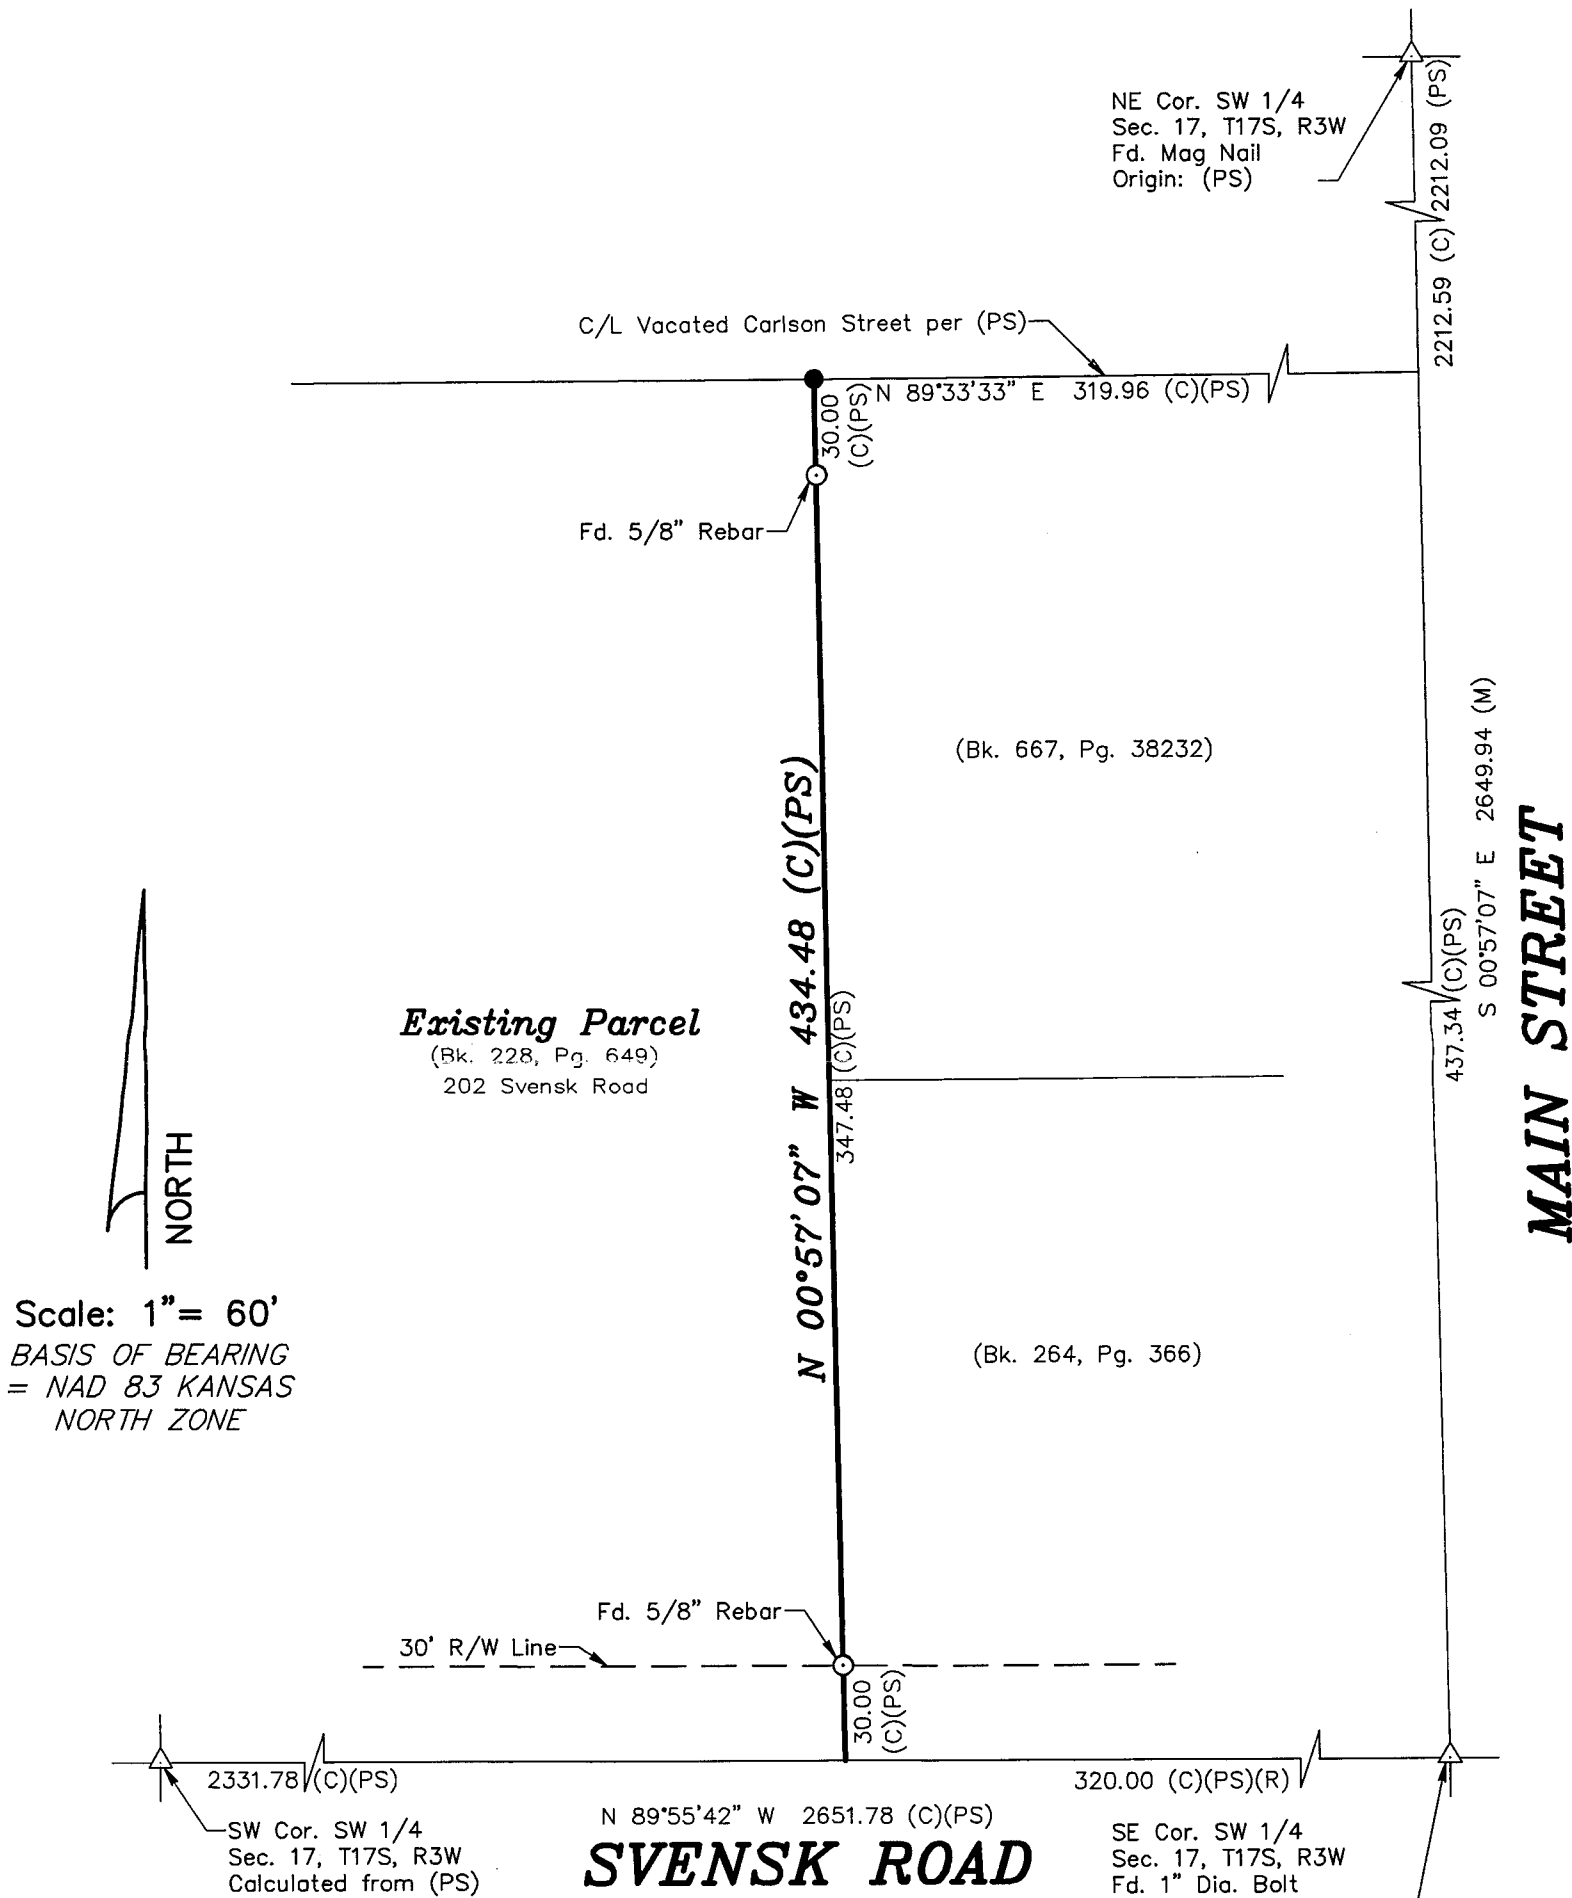 NE Cor. SW 1/4
Sec. 17, T17S, R3W
Fd. Mag Nail
Origin: (PS)
2212.59 (C) 2212.09 (PS)
C/L Vacated Carlson Street per (PS)
N 89°33'33" E 319.96 (C)(PS)
30.00
(C)(PS)
Fd. 5/8" Rebar
(Bk. 667, Pg. 38232)
S 00°57'07" E 2649.94 (M)
437.34 (C)(PS)
MAIN STREET
N 00°57'07" W 434.48 (C)(PS)
347.48 (C)(PS)
Existing Parcel
(Bk. 228, Pg. 649)
202 Svensk Road
NORTH
Scale: 1"= 60'
BASIS OF BEARING
= NAD 83 KANSAS
NORTH ZONE
(Bk. 264, Pg. 366)
Fd. 5/8" Rebar
30' R/W Line
30.00
(C)(PS)
2331.78 (C)(PS)
320.00 (C)(PS)(R)
N 89°55'42" W 2651.78 (C)(PS)
SVENSK ROAD
SW Cor. SW 1/4
Sec. 17, T17S, R3W
Calculated from (PS)
SE Cor. SW 1/4
Sec. 17, T17S, R3W
Fd. 1" Dia. Bolt